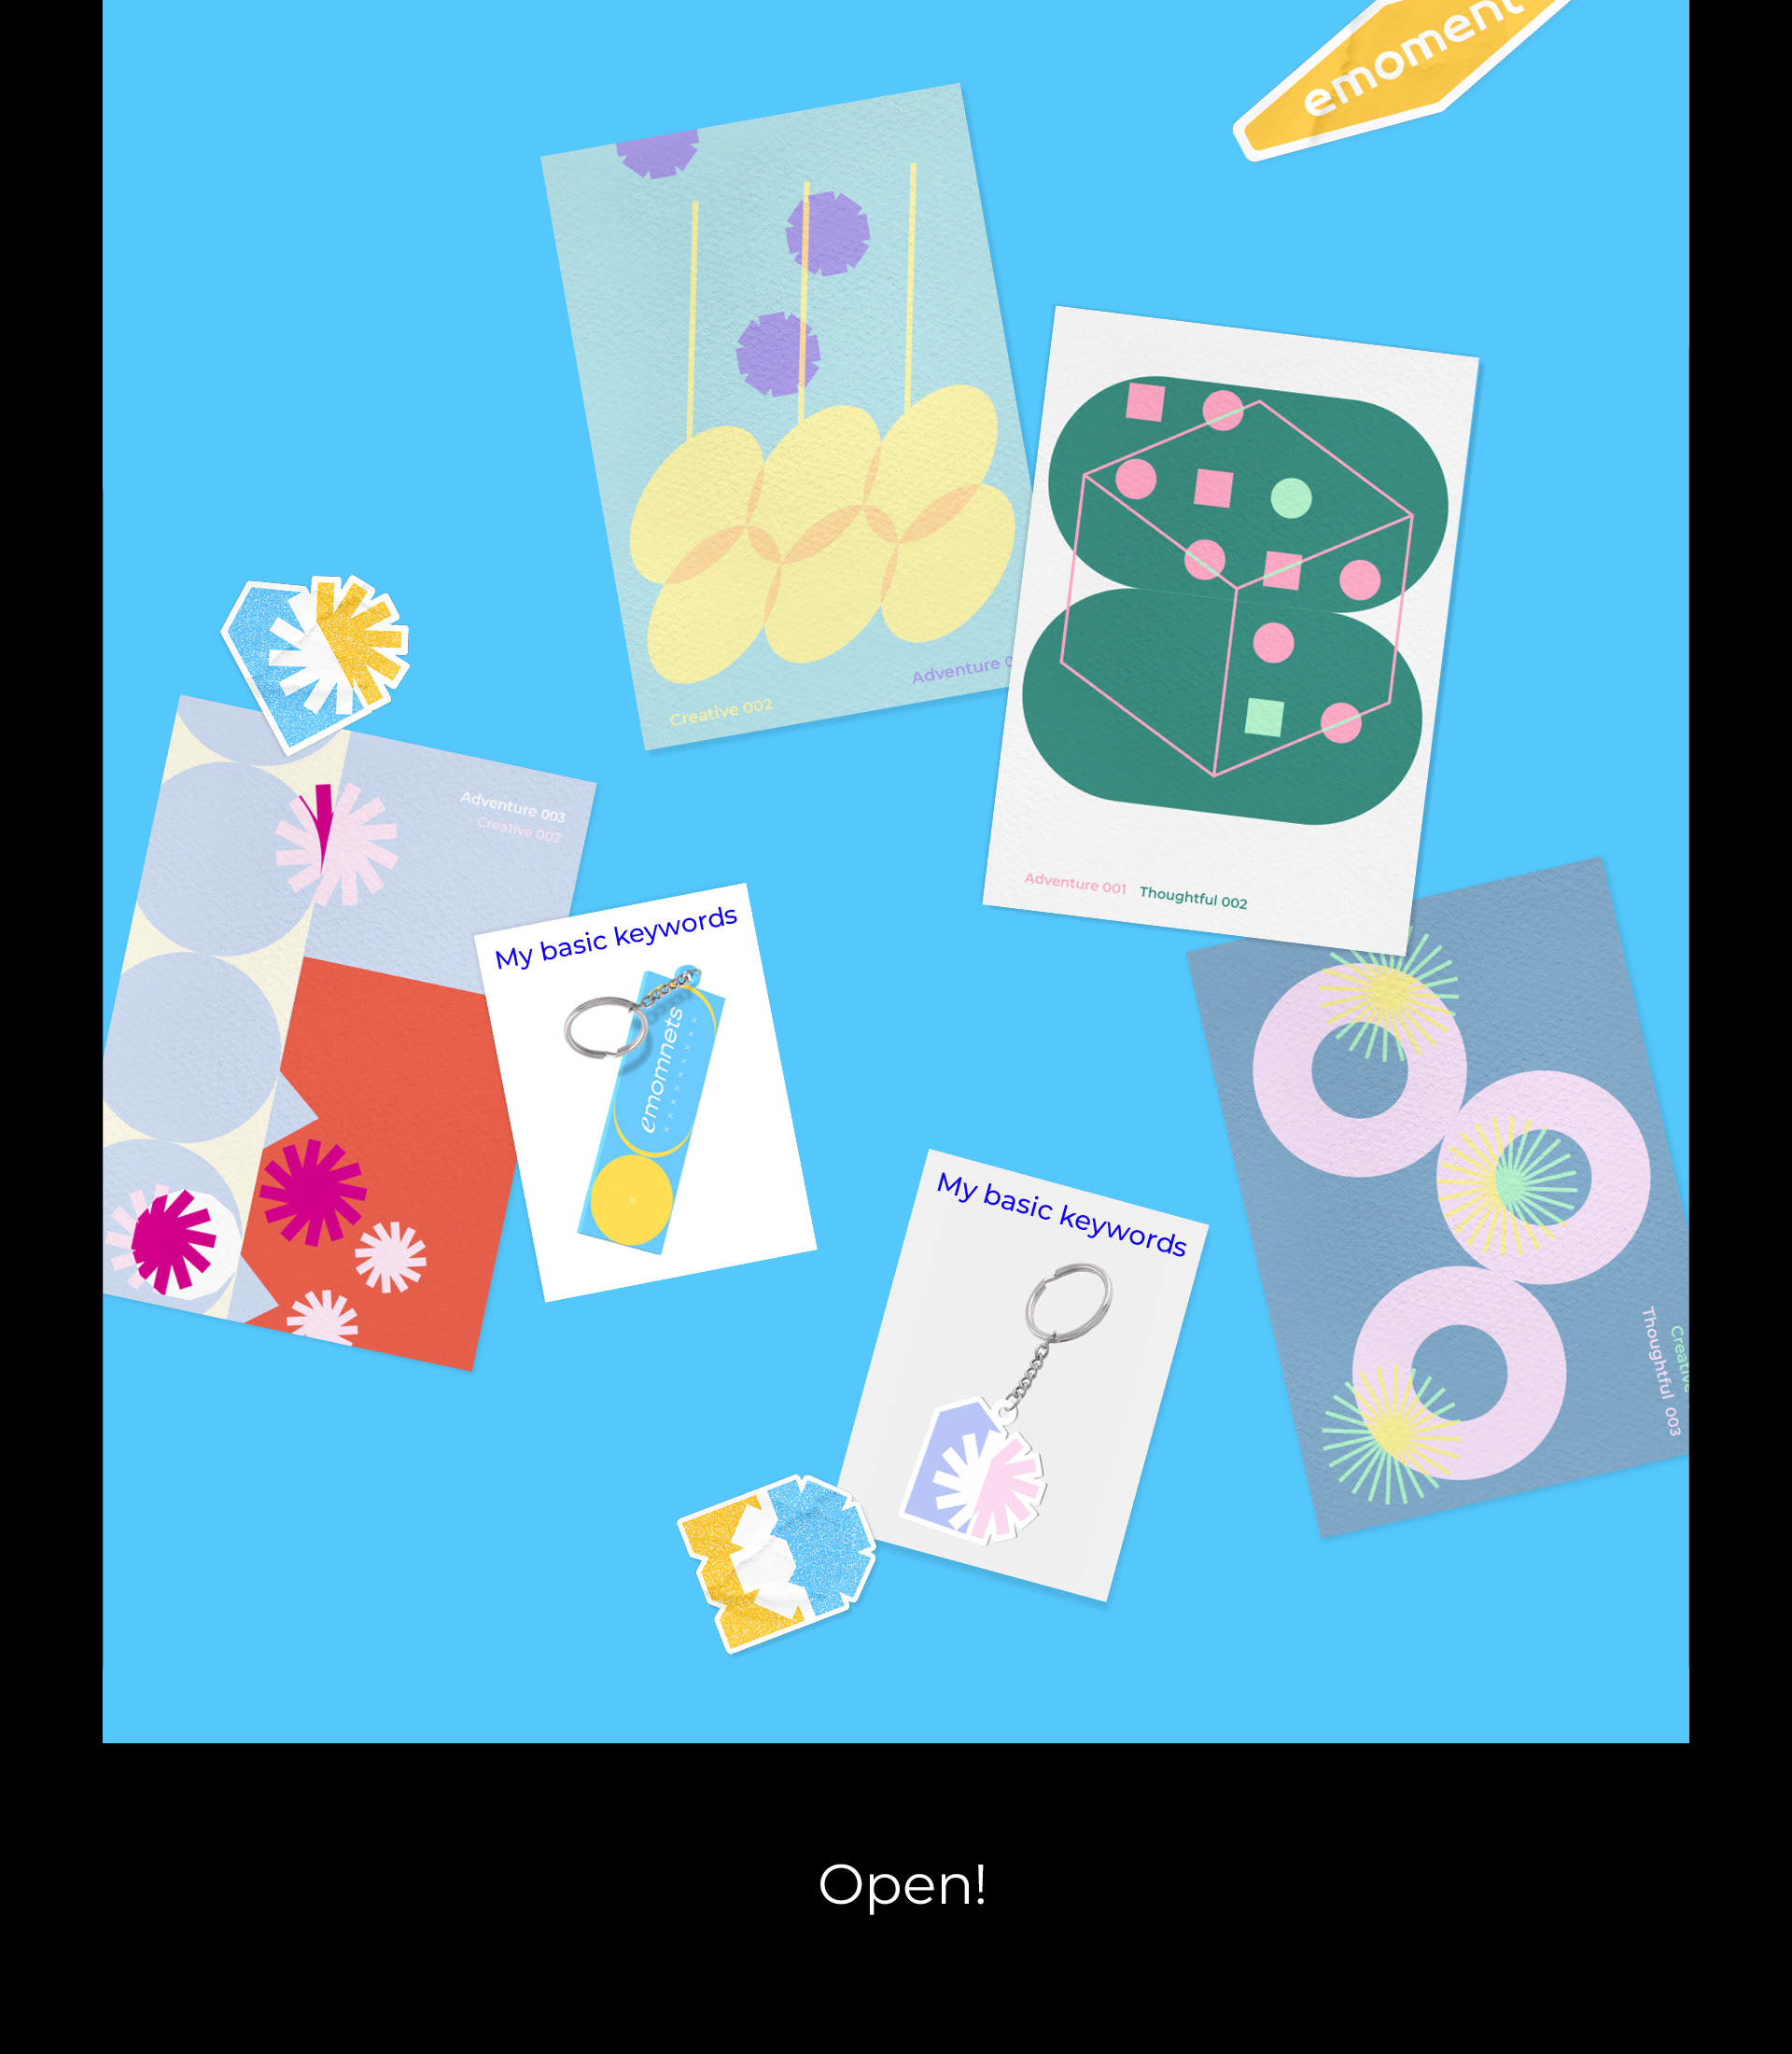 emoment
Creative 002
Adventure
Adventure 001 Thoughtful 002
Adventure 003
Creative 002
My basic keywords
emomnets
× × × × × × × × ×
My basic keywords
Thoughtful 003
Open!